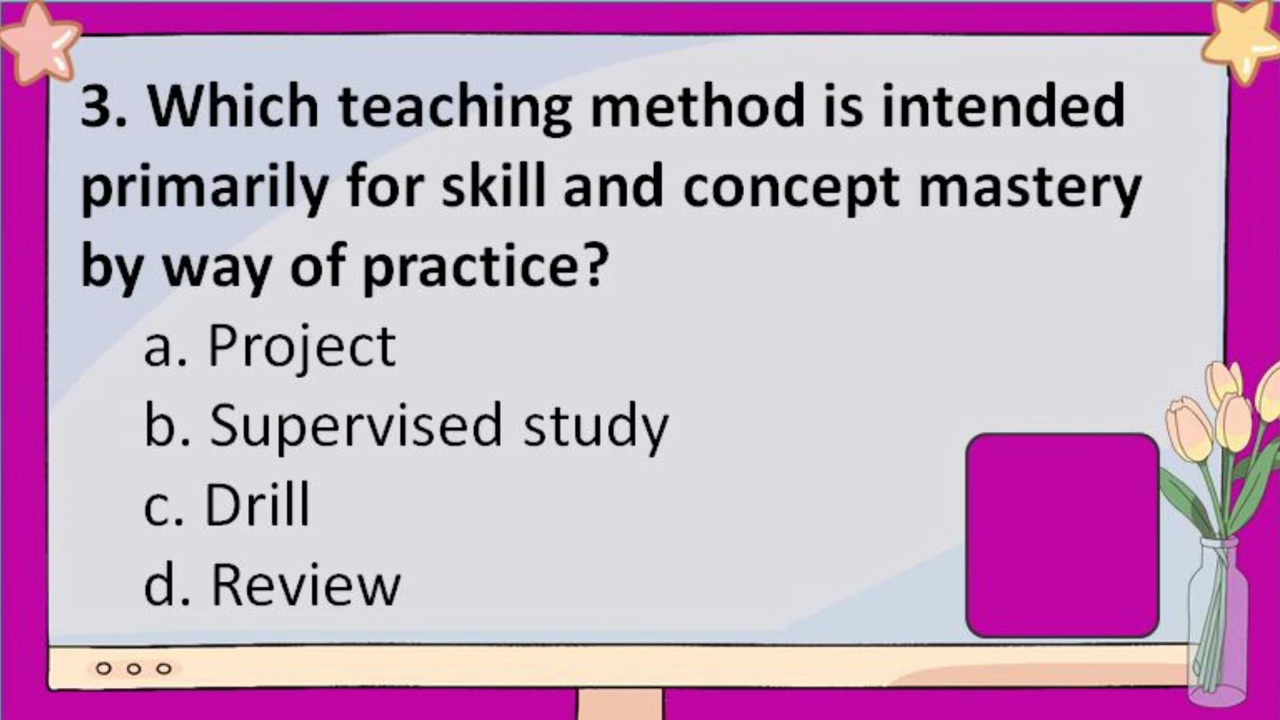 3. Which teaching method is intended
primarily for skill and concept mastery
by way of practice?
a. Project
b. Supervised study
c. Drill
d. Review